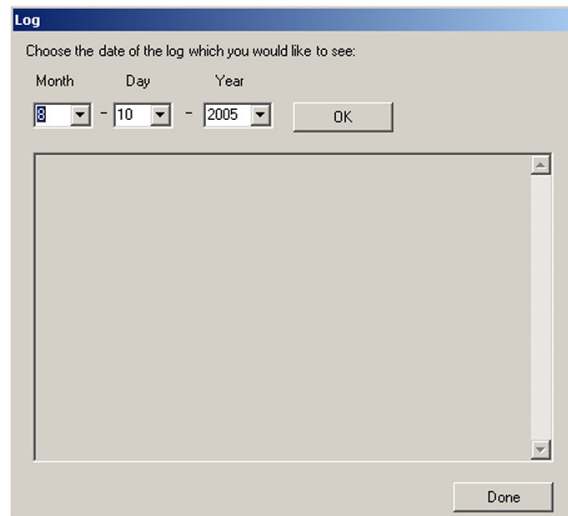 Log
Choose the date of the log which you would like to see:
Month Day Year
8 - 10 - 2005 OK
Done